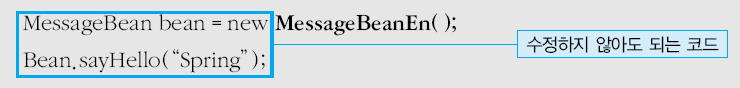 MessageBean bean = new MessageBeanEn( );
Bean.sayHello(“Spring”);
수정하지 않아도 되는 코드